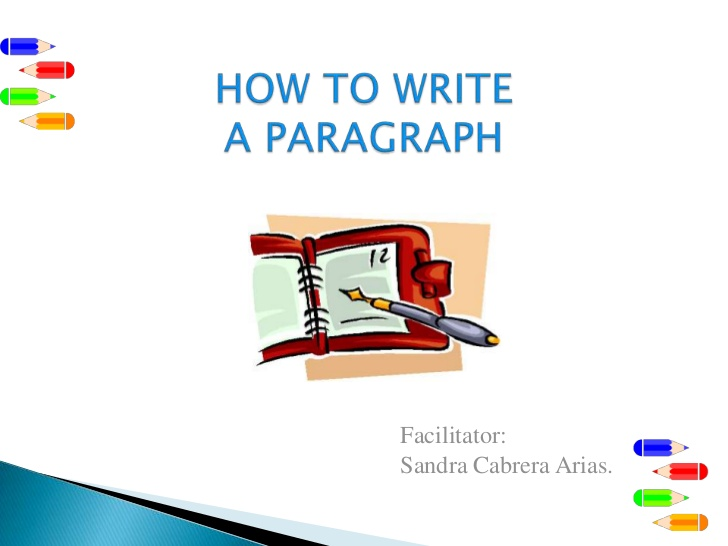 HOW TO WRITE
A PARAGRAPH
12
Facilitator:
Sandra Cabrera Arias.